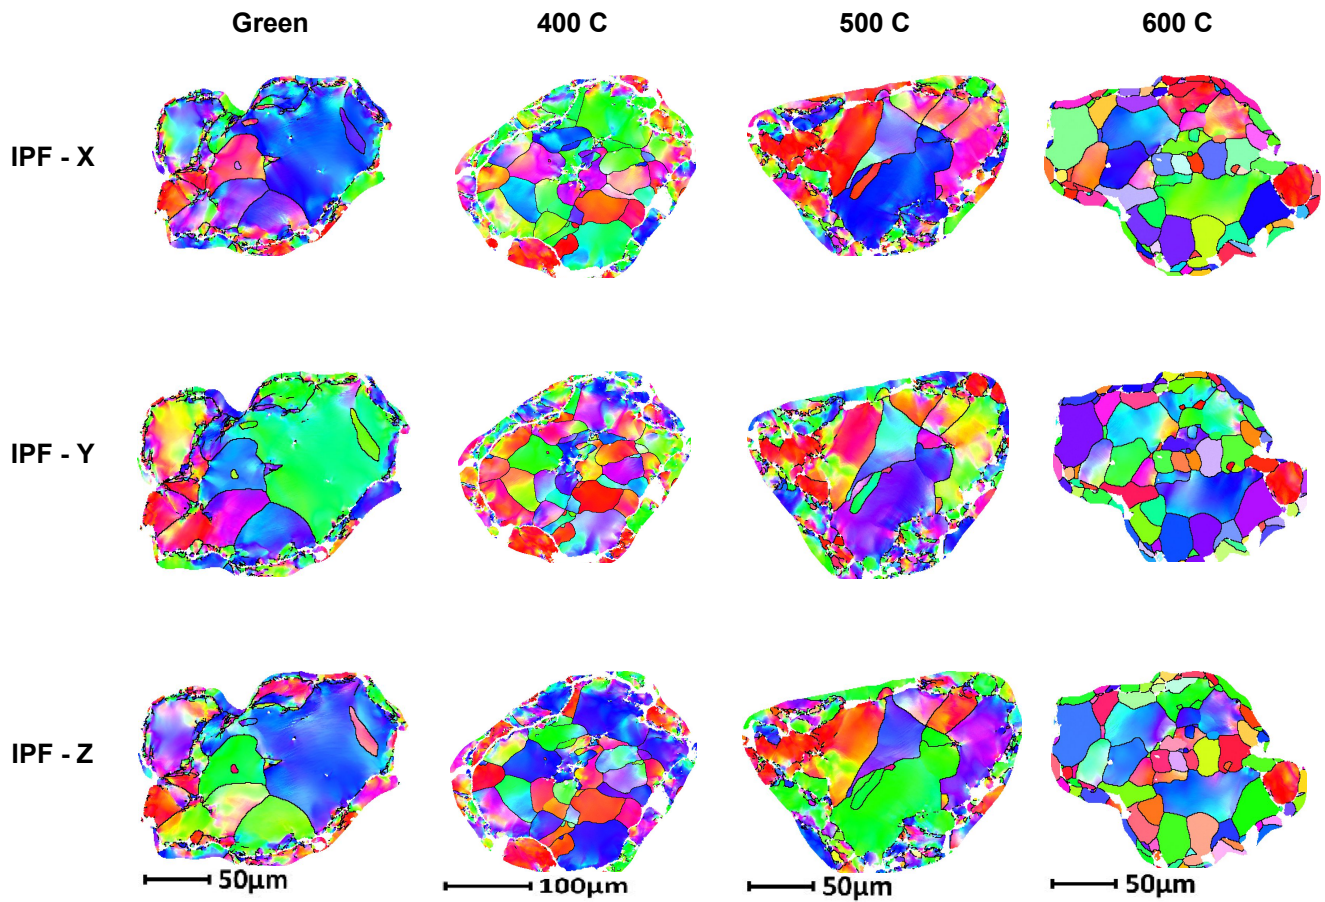 Green 400 C 500 C 600 C
IPF - X
IPF - Y
IPF - Z
50μm 100μm 50μm 50μm